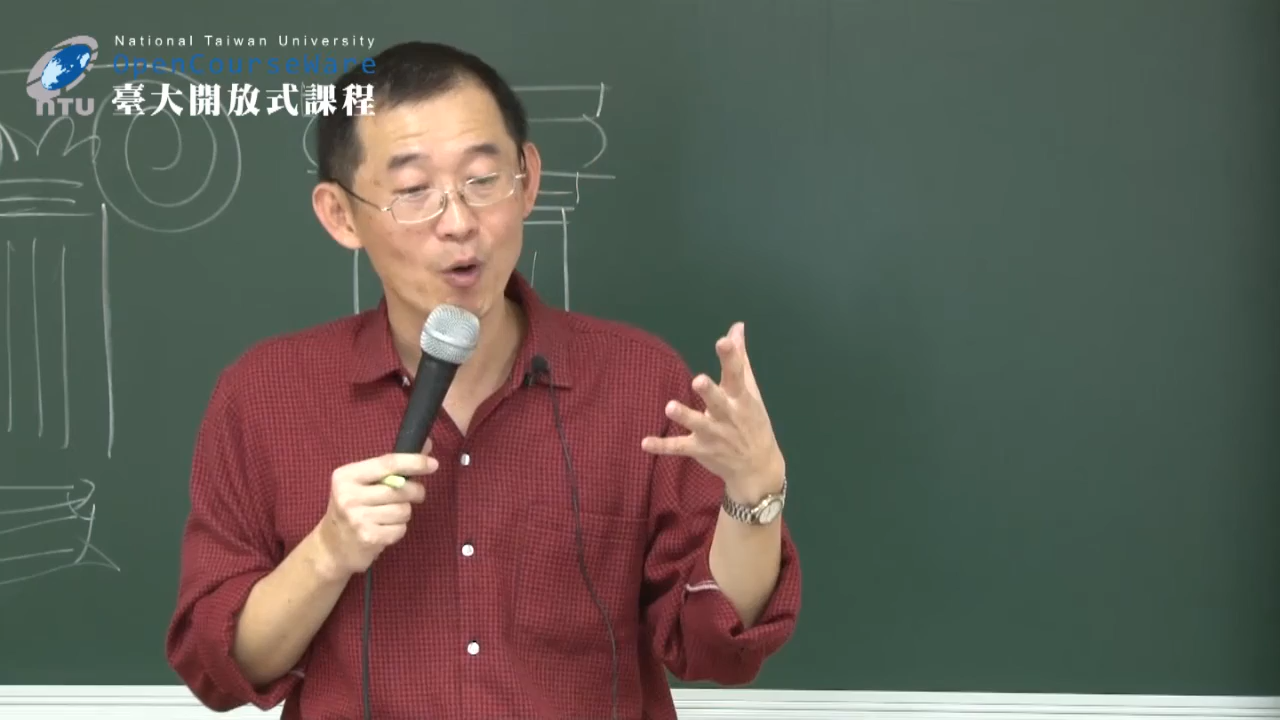 National Taiwan University
OpenCourseWare
臺大開放式課程
NTU